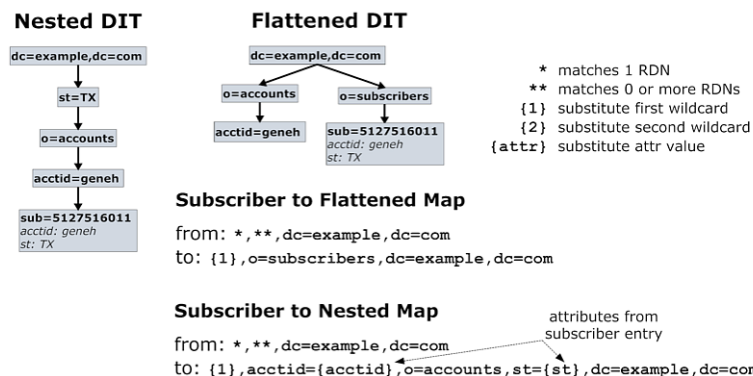 Nested DIT
dc=example,dc=com
st=TX
o=accounts
acctid=geneh
sub=5127516011
acctid: geneh
st: TX
Flattened DIT
dc=example,dc=com
o=accounts
o=subscribers
acctid=geneh
sub=5127516011
acctid: geneh
st: TX
* matches 1 RDN
** matches 0 or more RDNs
{1} substitute first wildcard
{2} substitute second wildcard
{attr} substitute attr value
Subscriber to Flattened Map
from: *,**,dc=example,dc=com
to: {1},o=subscribers,dc=example,dc=com
Subscriber to Nested Map
attributes from
subscriber entry
from: *,**,dc=example,dc=com
to: {1},acctid={acctid},o=accounts,st={st},dc=example,dc=com